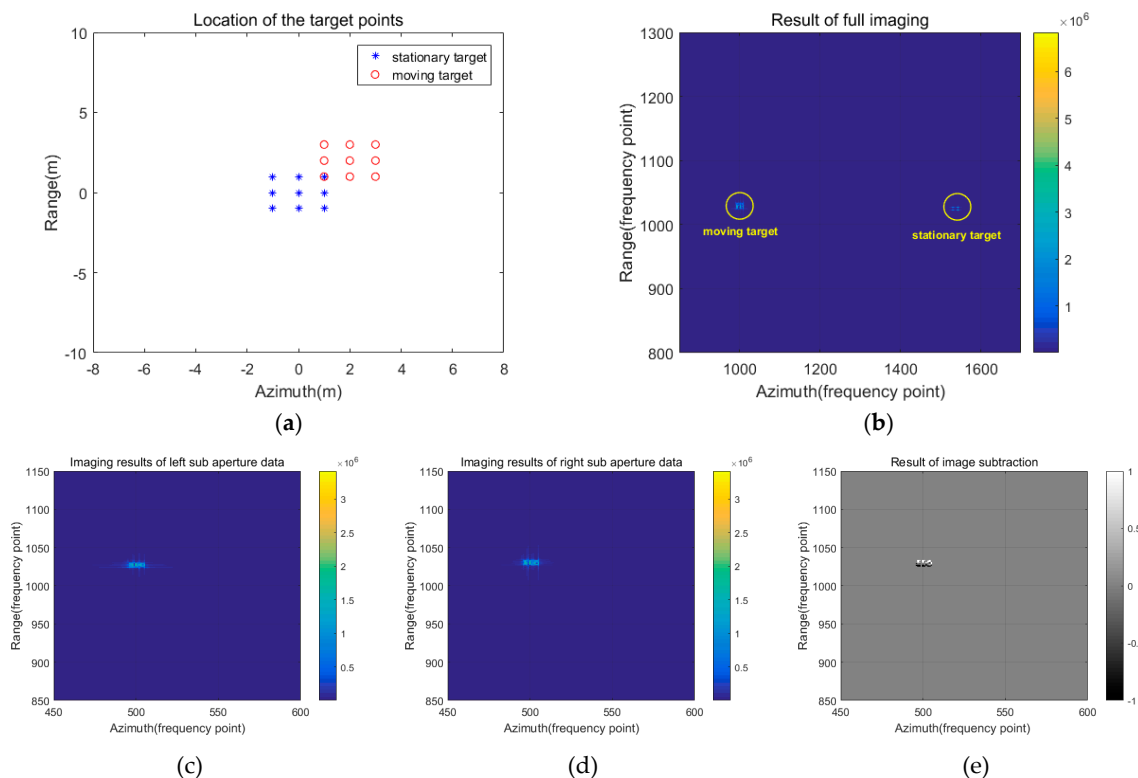 Location of the target points
10
5
0
-5
-10
Range(m)
-8 -6 -4 -2 0 2 4 6 8
Azimuth(m)
stationary target
moving target
(a)
Result of full imaging
×10⁶
1300
1200
1100
1000
900
800
Range(frequency point)
1000 1200 1400 1600
Azimuth(frequency point)
moving target
stationary target
6
5
4
3
2
1
(b)
Imaging results of left sub aperture data
×10⁶
1150
1100
1050
1000
950
900
850
Range(frequency point)
450 500 550 600
Azimuth(frequency point)
3
2.5
2
1.5
1
0.5
(c)
Imaging results of right sub aperture data
×10⁶
1150
1100
1050
1000
950
900
850
Range(frequency point)
450 500 550 600
Azimuth(frequency point)
3
2.5
2
1.5
1
0.5
(d)
Result of image subtraction
1150
1100
1050
1000
950
900
850
Range(frequency point)
450 500 550 600
Azimuth(frequency point)
1
0.5
0
-0.
-1
(e)